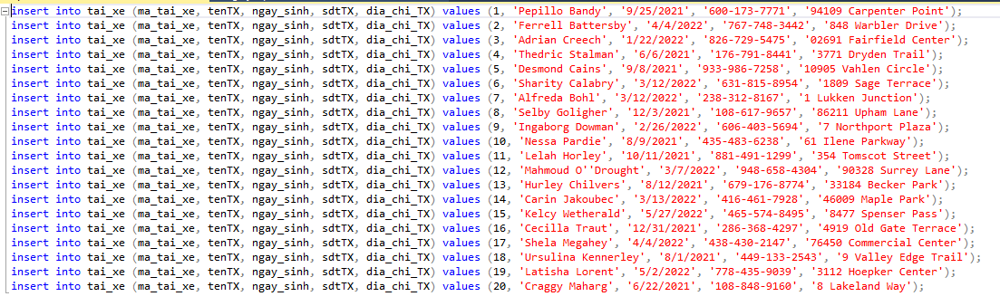 insert into tai_xe (ma_tai_xe, tenTX, ngay_sinh, sdtTX, dia_chi_TX) values (1, 'Pepillo Bandy', '9/25/2021', '600-173-7771', '94109 Carpenter Point');
insert into tai_xe (ma_tai_xe, tenTX, ngay_sinh, sdtTX, dia_chi_TX) values (2, 'Ferrell Battersby', '4/4/2022', '767-748-3442', '848 Warbler Drive');
insert into tai_xe (ma_tai_xe, tenTX, ngay_sinh, sdtTX, dia_chi_TX) values (3, 'Adrian Creech', '1/22/2022', '826-729-5475', '02691 Fairfield Center');
insert into tai_xe (ma_tai_xe, tenTX, ngay_sinh, sdtTX, dia_chi_TX) values (4, 'Thedric Stalman', '6/6/2021', '176-791-8441', '3771 Dryden Trail');
insert into tai_xe (ma_tai_xe, tenTX, ngay_sinh, sdtTX, dia_chi_TX) values (5, 'Desmond Cains', '9/8/2021', '933-986-7258', '10905 Vahlen Circle');
insert into tai_xe (ma_tai_xe, tenTX, ngay_sinh, sdtTX, dia_chi_TX) values (6, 'Sharity Calabry', '3/12/2022', '631-815-8954', '1809 Sage Terrace');
insert into tai_xe (ma_tai_xe, tenTX, ngay_sinh, sdtTX, dia_chi_TX) values (7, 'Alfreda Bohl', '3/12/2022', '238-312-8167', '1 Lukken Junction');
insert into tai_xe (ma_tai_xe, tenTX, ngay_sinh, sdtTX, dia_chi_TX) values (8, 'Selby Goligher', '12/3/2021', '108-617-9657', '86211 Upham Lane');
insert into tai_xe (ma_tai_xe, tenTX, ngay_sinh, sdtTX, dia_chi_TX) values (9, 'Ingaborg Dowman', '2/26/2022', '606-403-5694', '7 Northport Plaza');
insert into tai_xe (ma_tai_xe, tenTX, ngay_sinh, sdtTX, dia_chi_TX) values (10, 'Nessa Pardie', '8/9/2021', '435-483-6238', '61 Ilene Parkway');
insert into tai_xe (ma_tai_xe, tenTX, ngay_sinh, sdtTX, dia_chi_TX) values (11, 'Lelah Horley', '10/11/2021', '881-491-1299', '354 Tomscot Street');
insert into tai_xe (ma_tai_xe, tenTX, ngay_sinh, sdtTX, dia_chi_TX) values (12, 'Mahmoud O''Drought', '3/7/2022', '948-658-4304', '90328 Surrey Lane');
insert into tai_xe (ma_tai_xe, tenTX, ngay_sinh, sdtTX, dia_chi_TX) values (13, 'Hurley Chilvers', '8/12/2021', '679-176-8774', '33184 Becker Park');
insert into tai_xe (ma_tai_xe, tenTX, ngay_sinh, sdtTX, dia_chi_TX) values (14, 'Carin Jakoubec', '3/13/2022', '416-461-7928', '46009 Maple Park');
insert into tai_xe (ma_tai_xe, tenTX, ngay_sinh, sdtTX, dia_chi_TX) values (15, 'Kelcy Wetherald', '5/27/2022', '465-574-8495', '8477 Spenser Pass');
insert into tai_xe (ma_tai_xe, tenTX, ngay_sinh, sdtTX, dia_chi_TX) values (16, 'Cecilla Traut', '12/31/2021', '286-368-4297', '4919 Old Gate Terrace');
insert into tai_xe (ma_tai_xe, tenTX, ngay_sinh, sdtTX, dia_chi_TX) values (17, 'Shela Megahey', '4/4/2022', '438-430-2147', '76450 Commercial Center');
insert into tai_xe (ma_tai_xe, tenTX, ngay_sinh, sdtTX, dia_chi_TX) values (18, 'Ursulina Kennerley', '8/1/2021', '449-133-2543', '9 Valley Edge Trail');
insert into tai_xe (ma_tai_xe, tenTX, ngay_sinh, sdtTX, dia_chi_TX) values (19, 'Latisha Lorent', '5/2/2022', '778-435-9039', '3112 Hoepker Center');
insert into tai_xe (ma_tai_xe, tenTX, ngay_sinh, sdtTX, dia_chi_TX) values (20, 'Craggy Maharg', '6/22/2021', '108-848-9160', '8 Lakeland Way');